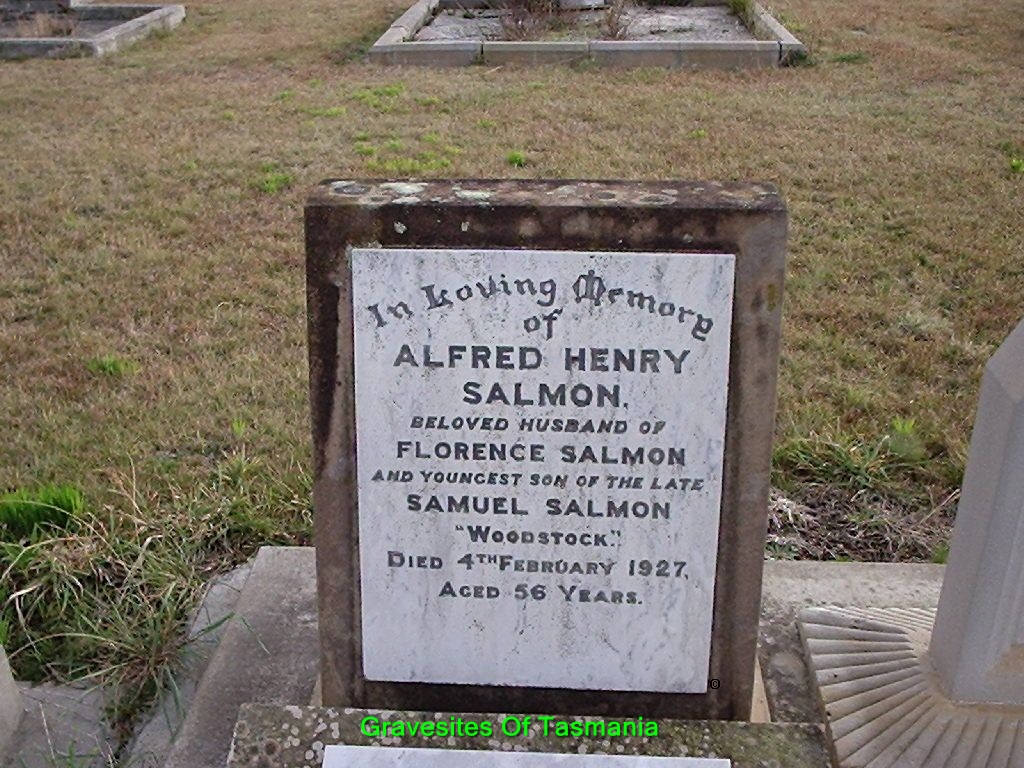 In Loving Memory
of
ALFRED HENRY
SALMON.
BELOVED HUSBAND OF
FLORENCE SALMON
AND YOUNGEST SON OF THE LATE
SAMUEL SALMON
"WOODSTOCK."
DIED 4TH FEBRUARY 1927,
AGED 56 YEARS.
©
Gravesites Of Tasmania